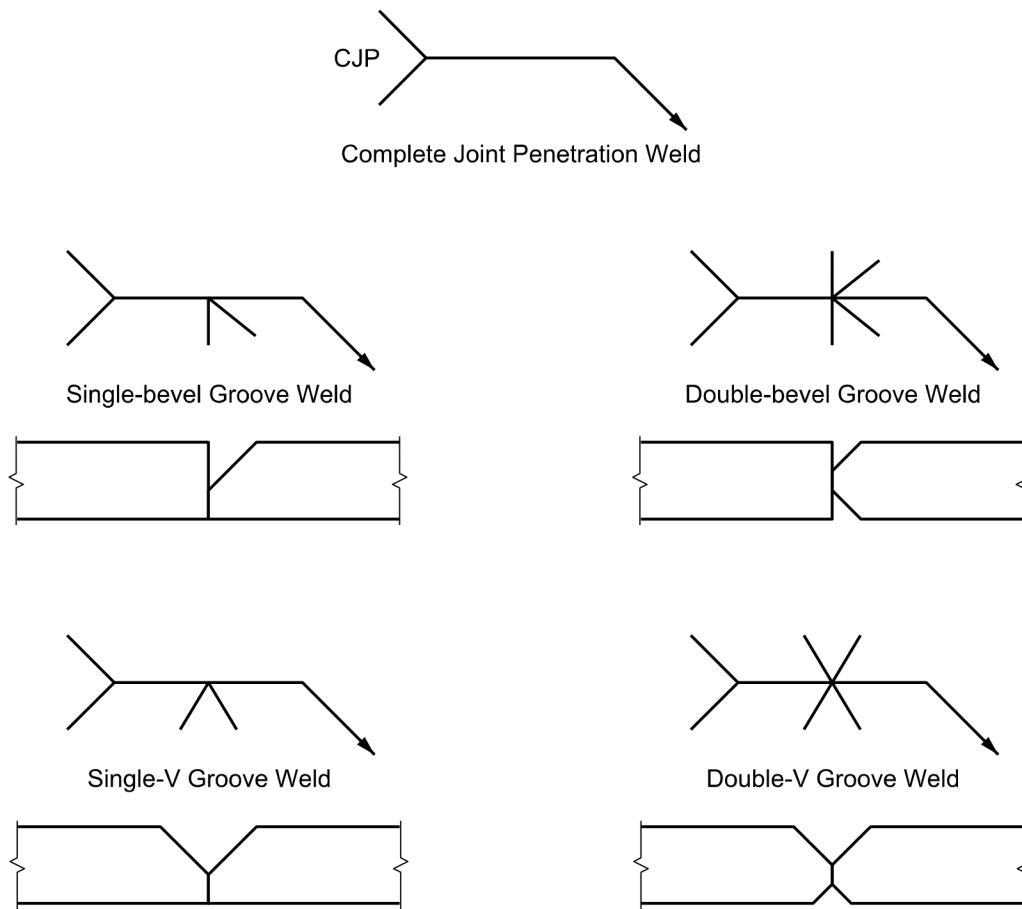 CJP
Complete Joint Penetration Weld
Single-bevel Groove Weld
Double-bevel Groove Weld
Single-V Groove Weld
Double-V Groove Weld